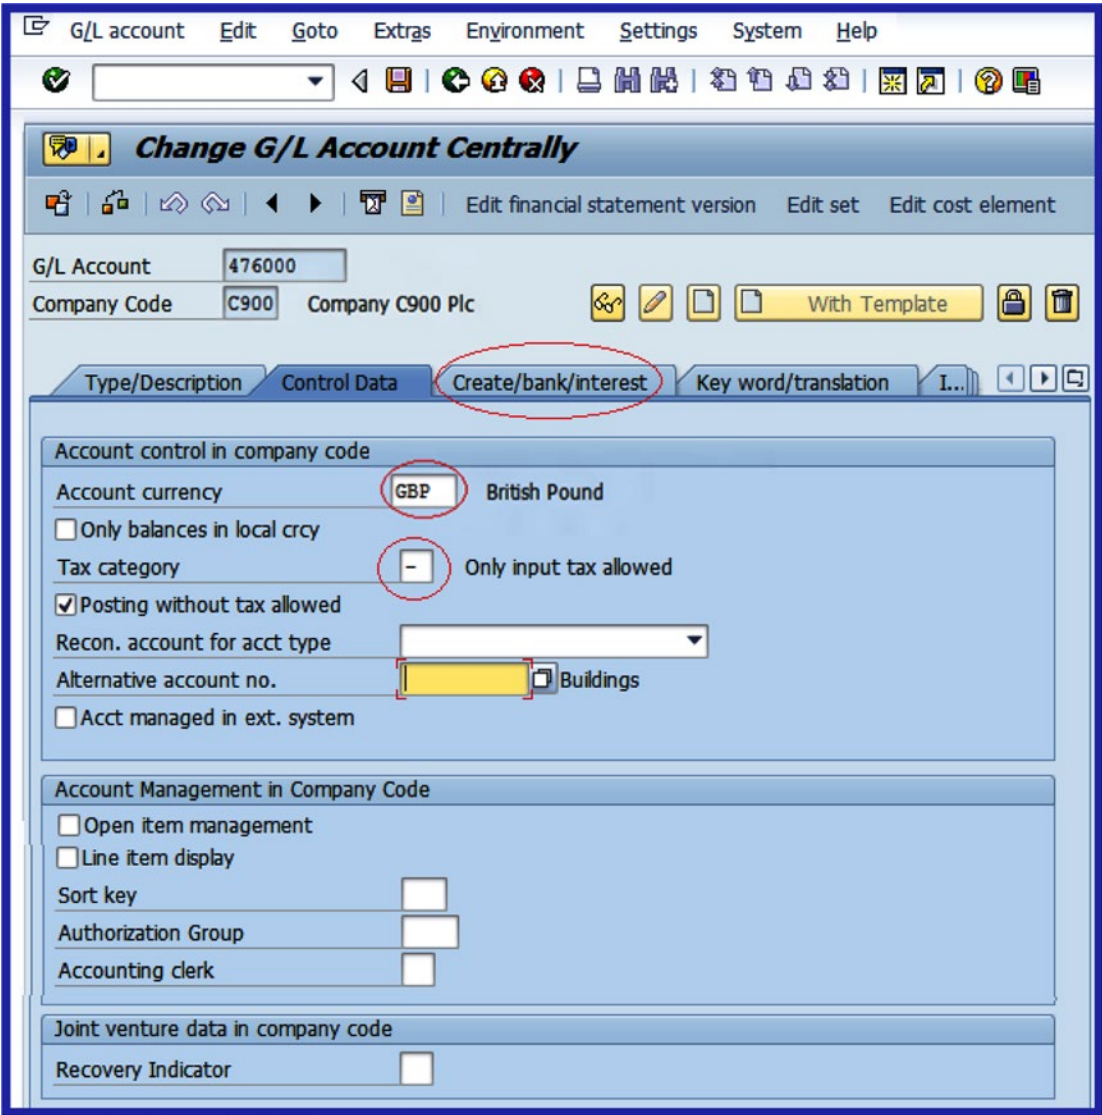 G/L account Edit Goto Extras Environment Settings System Help
Change G/L Account Centrally
Edit financial statement version Edit set Edit cost element
G/L Account 476000
Company Code C900 Company C900 Plc With Template
Type/Description Control Data Create/bank/interest Key word/translation I...
Account control in company code
Account currency GBP British Pound
Only balances in local crcy
Tax category - Only input tax allowed
Posting without tax allowed
Recon. account for acct type
Alternative account no. Buildings
Acct managed in ext. system
Account Management in Company Code
Open item management
Line item display
Sort key
Authorization Group
Accounting clerk
Joint venture data in company code
Recovery Indicator